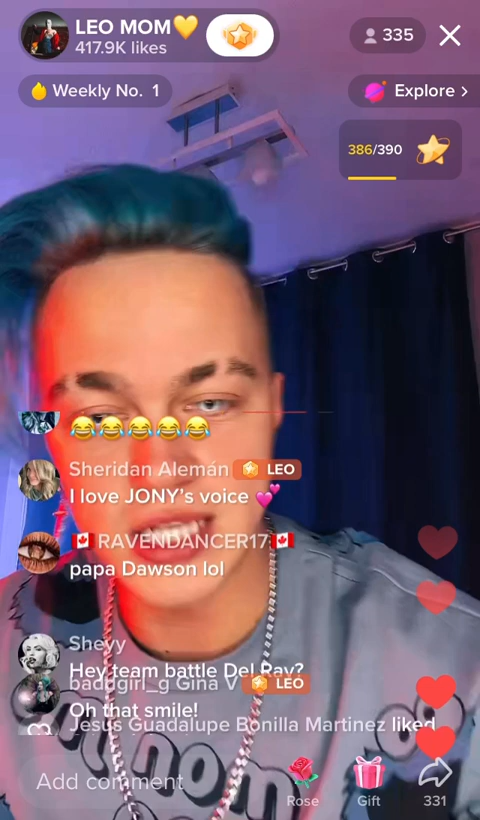 LEO MOM💛
417.9K likes
335
Weekly No. 1
Explore >
386/390
😂😂😂😂😂
Sheridan Alemán LEO
I love JONY's voice 💕
🇨🇦 RAVENDANCER17🇨🇦
papa Dawson lol
Sheyy
Hey team battle Del Ray?
badggirl_g Gina V LEO
Oh that smile!
Jesus Guadalupe Bonilla Martinez liked
nom
Add comment
Rose
Gift
331